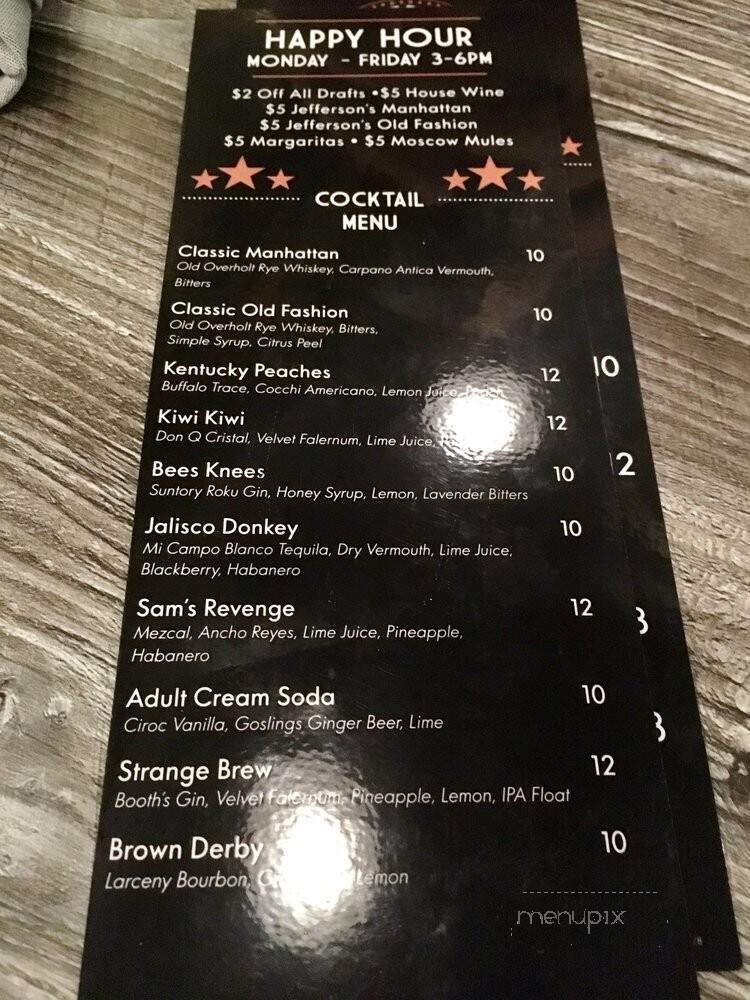 HAPPY HOUR
MONDAY - FRIDAY 3-6PM
$2 Off All Drafts •$5 House Wine
$5 Jefferson's Manhattan
$5 Jefferson's Old Fashion
$5 Margaritas • $5 Moscow Mules
COCKTAIL
MENU
Classic Manhattan 10
Old Overholt Rye Whiskey, Carpano Antica Vermouth,
Bitters
Classic Old Fashion 10
Old Overholt Rye Whiskey, Bitters,
Simple Syrup, Citrus Peel
Kentucky Peaches 12
Buffalo Trace, Cocchi Americano, Lemon Juice, Peach
Kiwi Kiwi 12
Don Q Cristal, Velvet Falernum, Lime Juice,
Bees Knees 10
Suntory Roku Gin, Honey Syrup, Lemon, Lavender Bitters
Jalisco Donkey 10
Mi Campo Blanco Tequila, Dry Vermouth, Lime Juice,
Blackberry, Habanero
Sam's Revenge 12
Mezcal, Ancho Reyes, Lime Juice, Pineapple,
Habanero
Adult Cream Soda 10
Ciroc Vanilla, Goslings Ginger Beer, Lime
Strange Brew 12
Booth's Gin, Velvet Falernum, Pineapple, Lemon, IPA Float
Brown Derby 10
Larceny Bourbon, Lemon
10
12
3
3
menupix